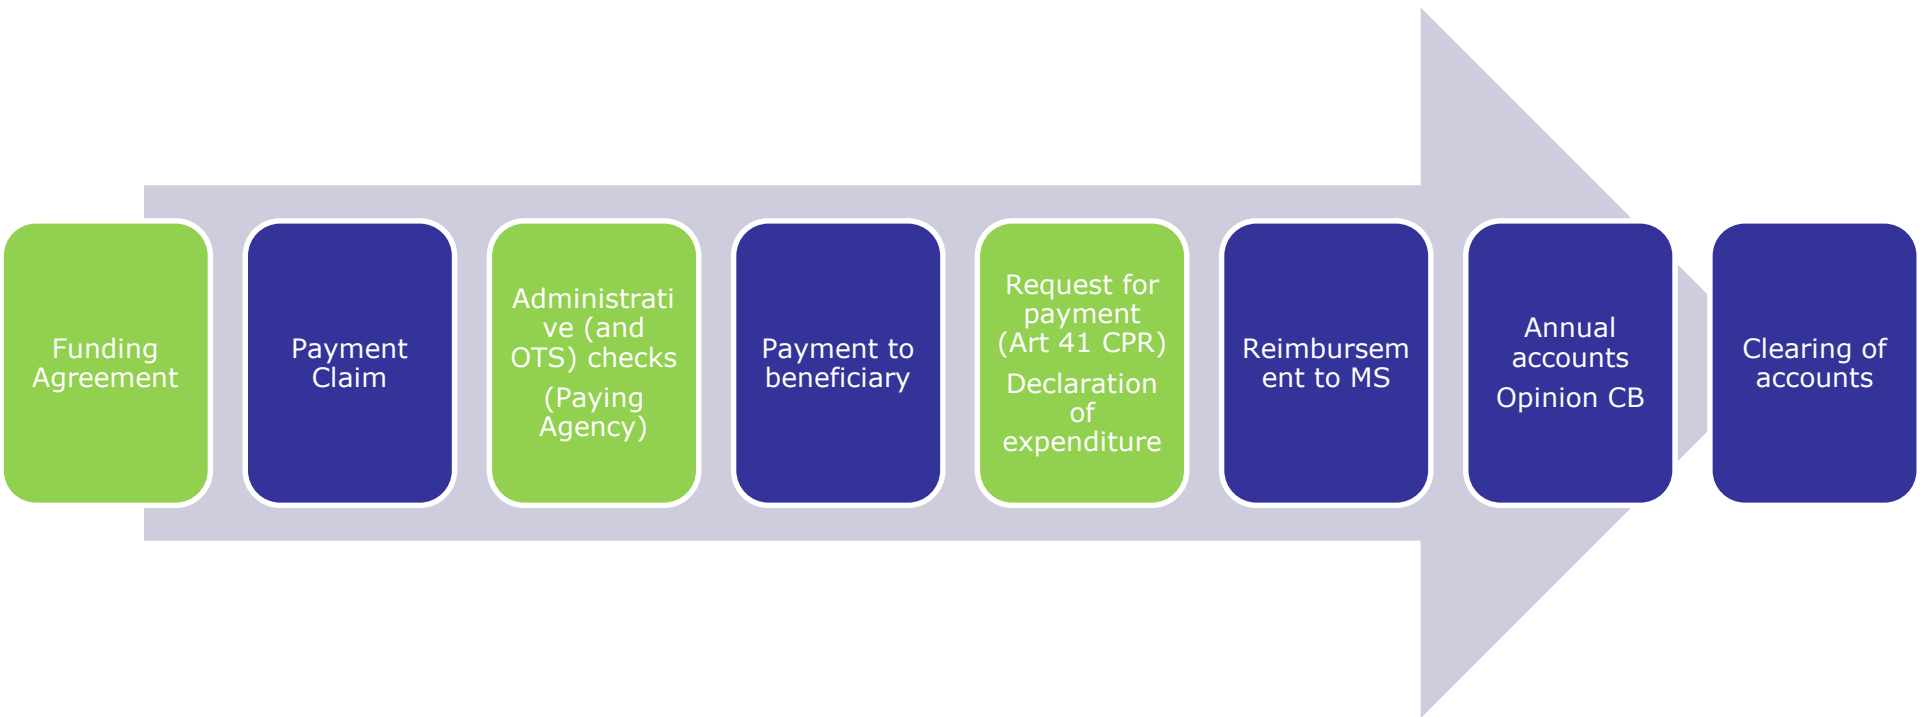 Funding
Agreement
Payment
Claim
Administrati
ve (and
OTS) checks
(Paying
Agency)
Payment to
beneficiary
Request for
payment
(Art 41 CPR)
Declaration
of
expenditure
Reimbursem
ent to MS
Annual
accounts
Opinion CB
Clearing of
accounts